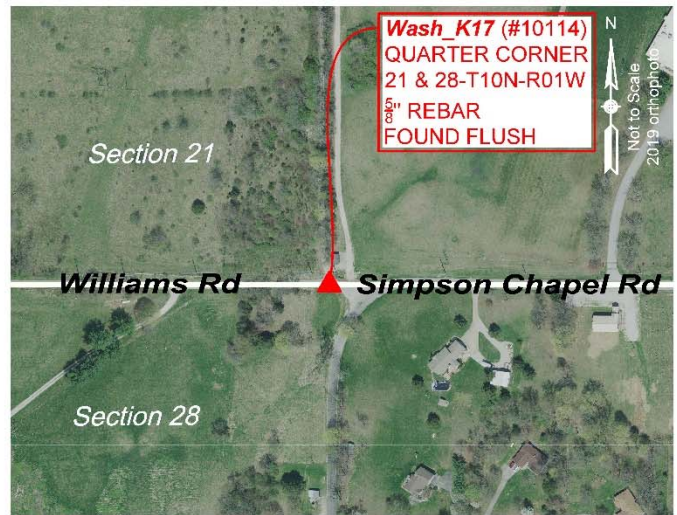 Wash_K17 (#10114)
QUARTER CORNER
21 & 28-T10N-R01W
5/8" REBAR
FOUND FLUSH
N
Not to Scale
2019 orthophoto
Section 21
Williams Rd
Simpson Chapel Rd
Section 28